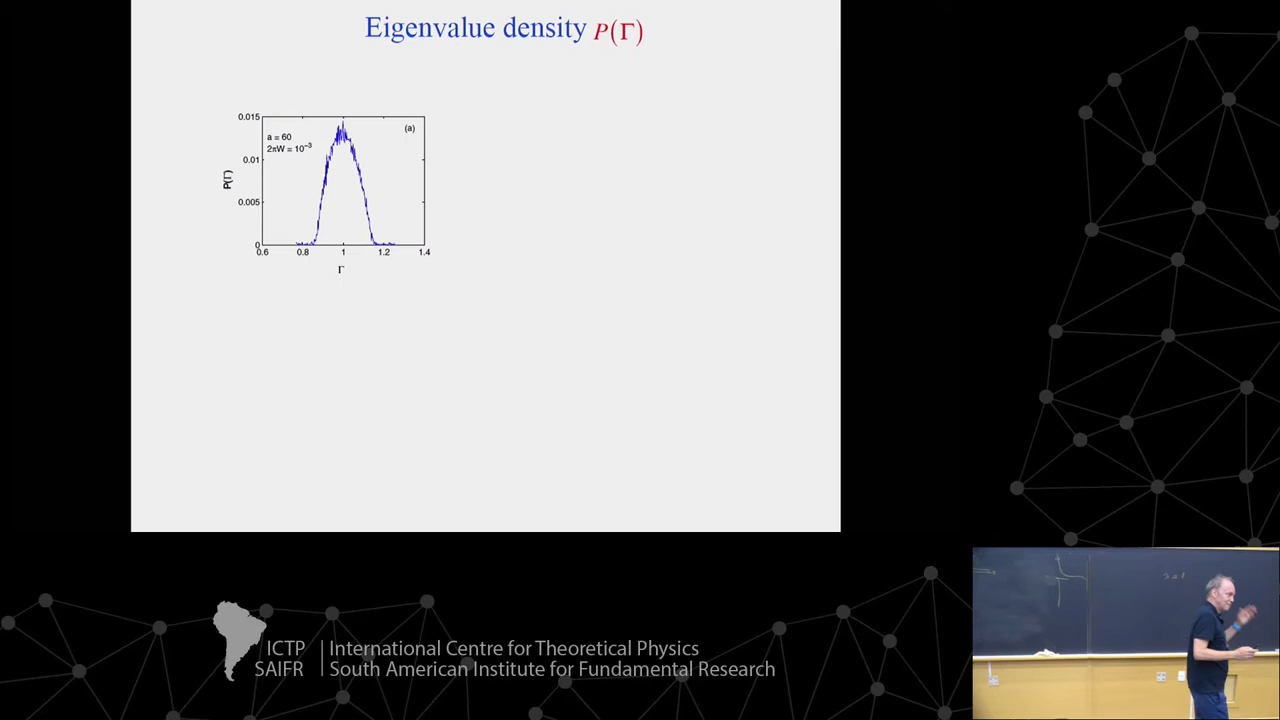 Eigenvalue density P(Γ)
0.015
(a)
a = 60
2πW = 10⁻³
0.01
P(Γ)
0.005
0
0.6 0.8 1 1.2 1.4
Γ
ICTP International Centre for Theoretical Physics
SAIFR South American Institute for Fundamental Research